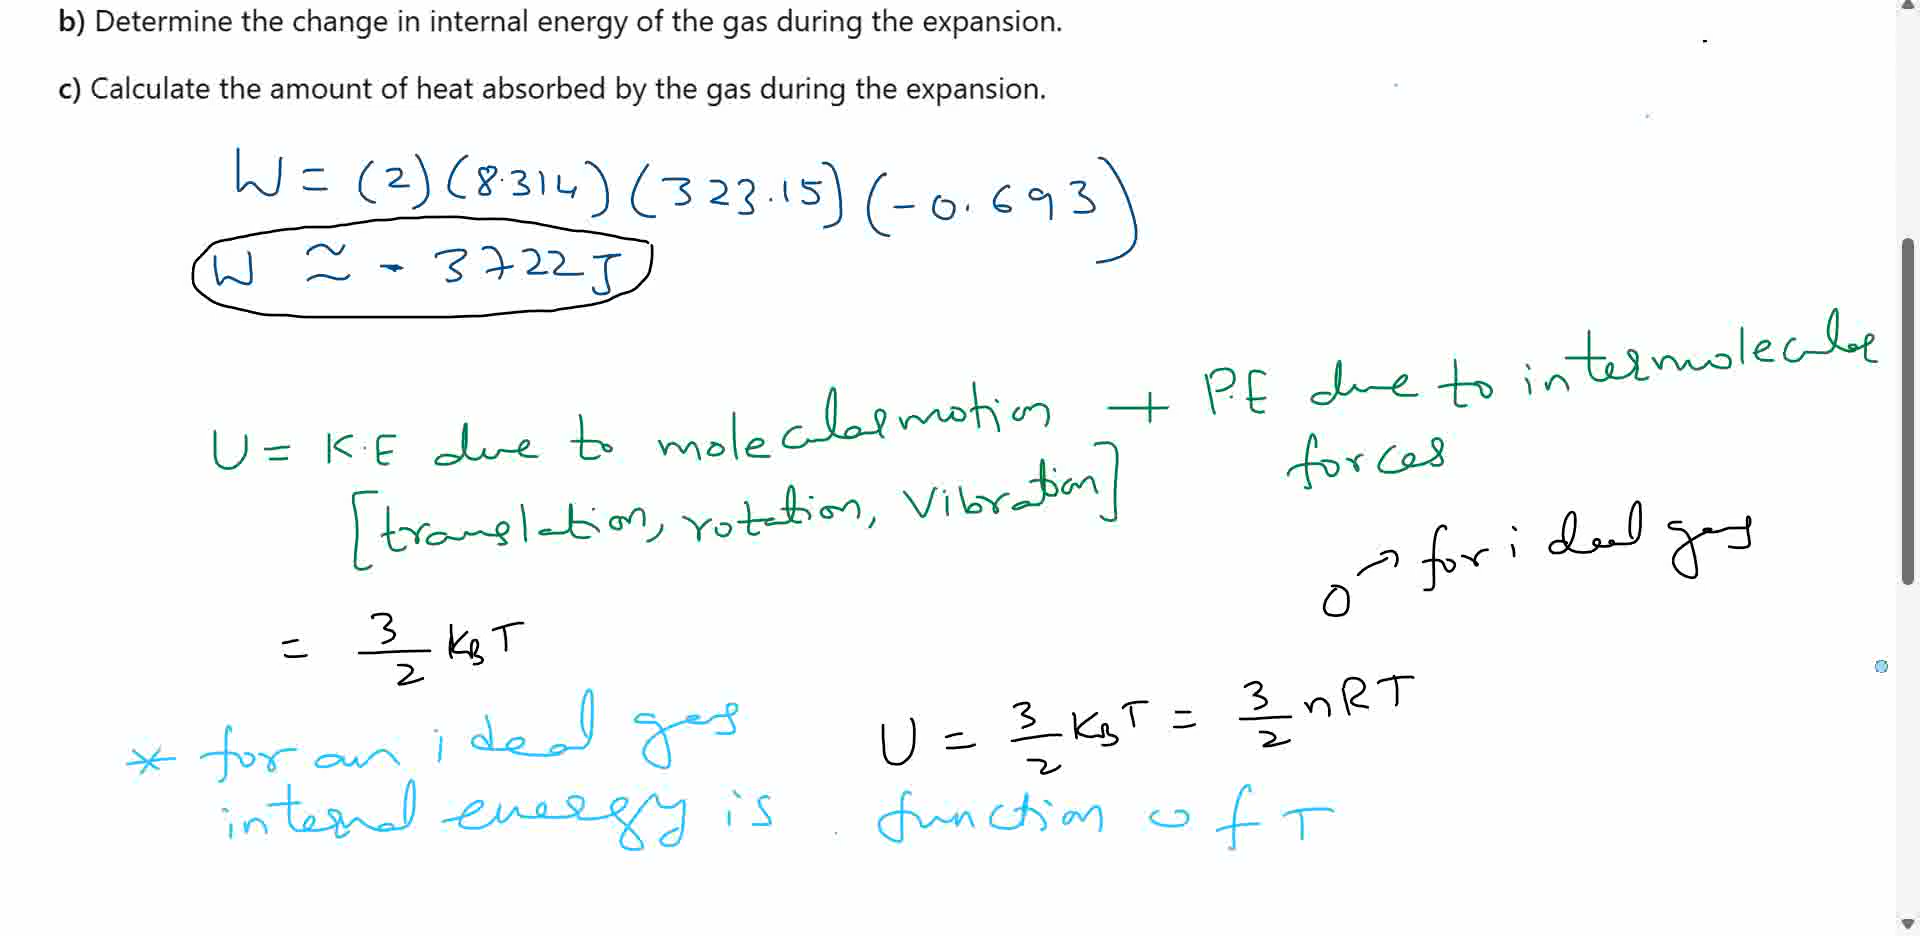 b) Determine the change in internal energy of the gas during the expansion.
c) Calculate the amount of heat absorbed by the gas during the expansion.
W = (2)(8.314)(323.15)(-0.693)
W ≈ - 3722 J
U = K.E due to molecular motion + P.E due to intermolecular
[translation, rotation, Vibration] forces
0 → for ideal gas
= 3/2 KBT
U = 3/2 KBT = 3/2 nRT
* for an ideal gas
internal energy is function of T